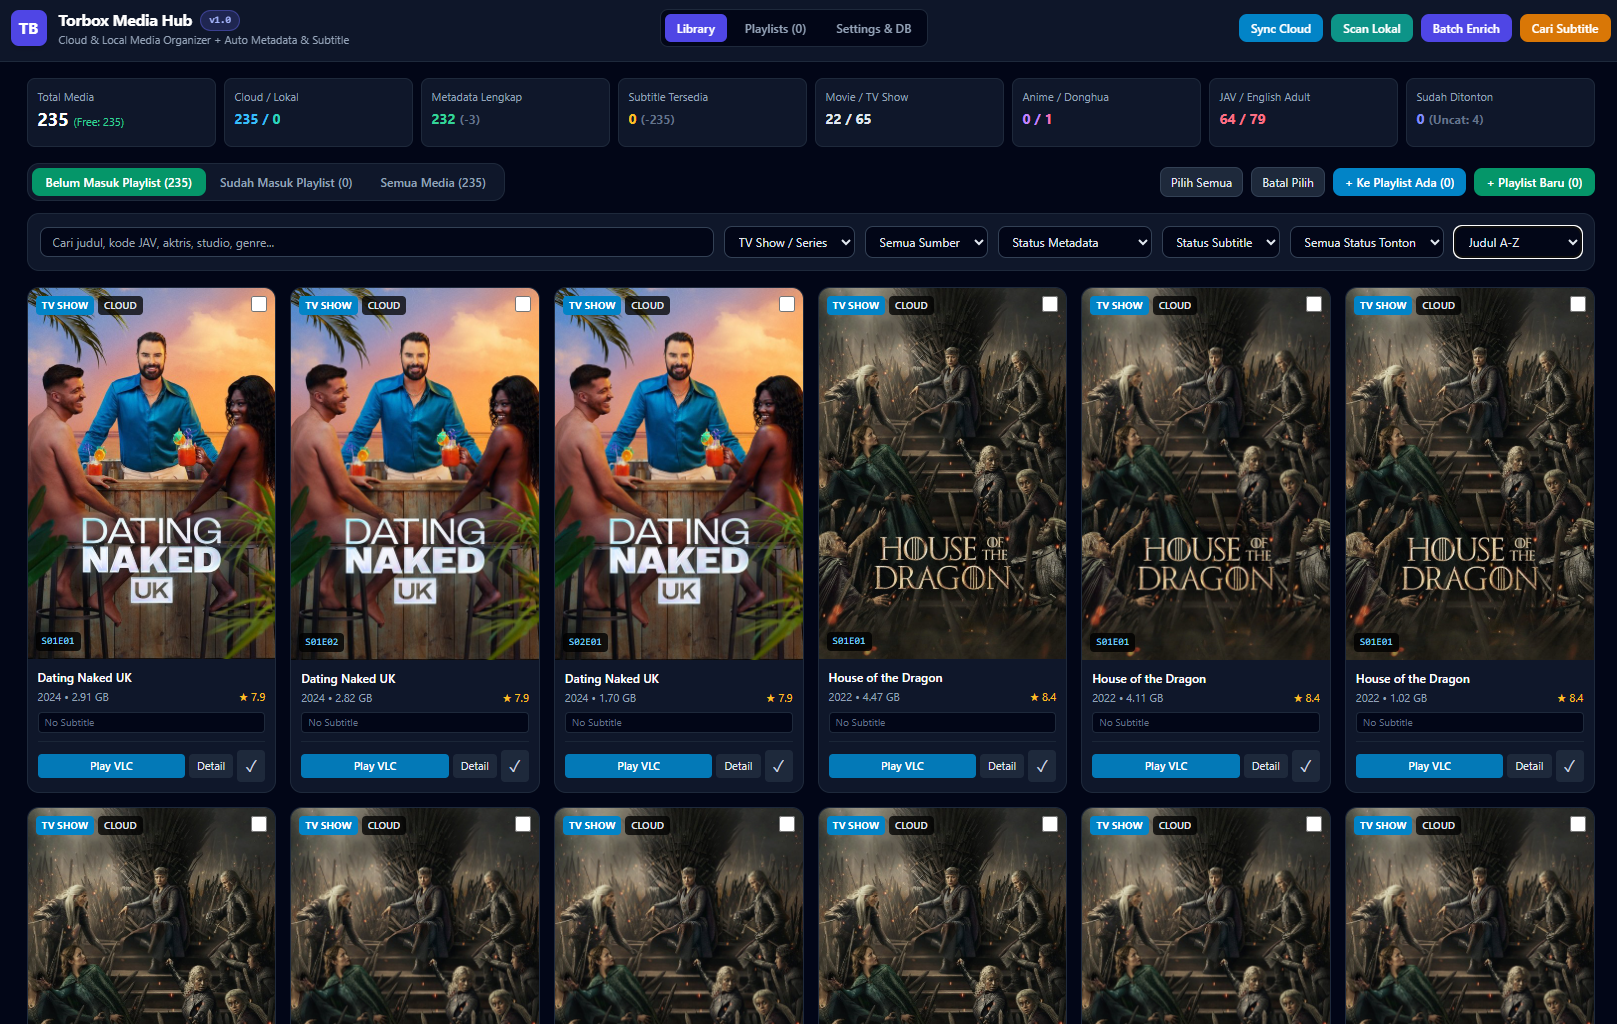 TB
Torbox Media Hub v1.0
Cloud & Local Media Organizer + Auto Metadata & Subtitle
Library Playlists (0) Settings & DB
Sync Cloud Scan Lokal Batch Enrich Cari Subtitle
Total Media
235 (Free: 235)
Cloud / Lokal
235 / 0
Metadata Lengkap
232 (-3)
Subtitle Tersedia
0 (-235)
Movie / TV Show
22 / 65
Anime / Donghua
0 / 1
JAV / English Adult
64 / 79
Sudah Ditonton
0 (Uncat: 4)
Belum Masuk Playlist (235) Sudah Masuk Playlist (0) Semua Media (235)
Pilih Semua Batal Pilih + Ke Playlist Ada (0) + Playlist Baru (0)
Cari judul, kode JAV, aktris, studio, genre... TV Show / Series Semua Sumber Status Metadata Status Subtitle Semua Status Tonton Judul A-Z
TV SHOW CLOUD
DATING
NAKED
UK
S01E01
Dating Naked UK
2024 • 2.91 GB ★ 7.9
No Subtitle
Play VLC Detail ✓
TV SHOW CLOUD
DATING
NAKED
UK
S01E02
Dating Naked UK
2024 • 2.82 GB ★ 7.9
No Subtitle
Play VLC Detail ✓
TV SHOW CLOUD
DATING
NAKED
UK
S02E01
Dating Naked UK
2024 • 1.70 GB ★ 7.9
No Subtitle
Play VLC Detail ✓
TV SHOW CLOUD
HOUSE OF THE
DRAGON
S01E01
House of the Dragon
2022 • 4.47 GB ★ 8.4
No Subtitle
Play VLC Detail ✓
TV SHOW CLOUD
HOUSE OF THE
DRAGON
S01E01
House of the Dragon
2022 • 4.11 GB ★ 8.4
No Subtitle
Play VLC Detail ✓
TV SHOW CLOUD
HOUSE OF THE
DRAGON
S01E01
House of the Dragon
2022 • 1.02 GB ★ 8.4
No Subtitle
Play VLC Detail ✓
TV SHOW CLOUD
TV SHOW CLOUD
TV SHOW CLOUD
TV SHOW CLOUD
TV SHOW CLOUD
TV SHOW CLOUD